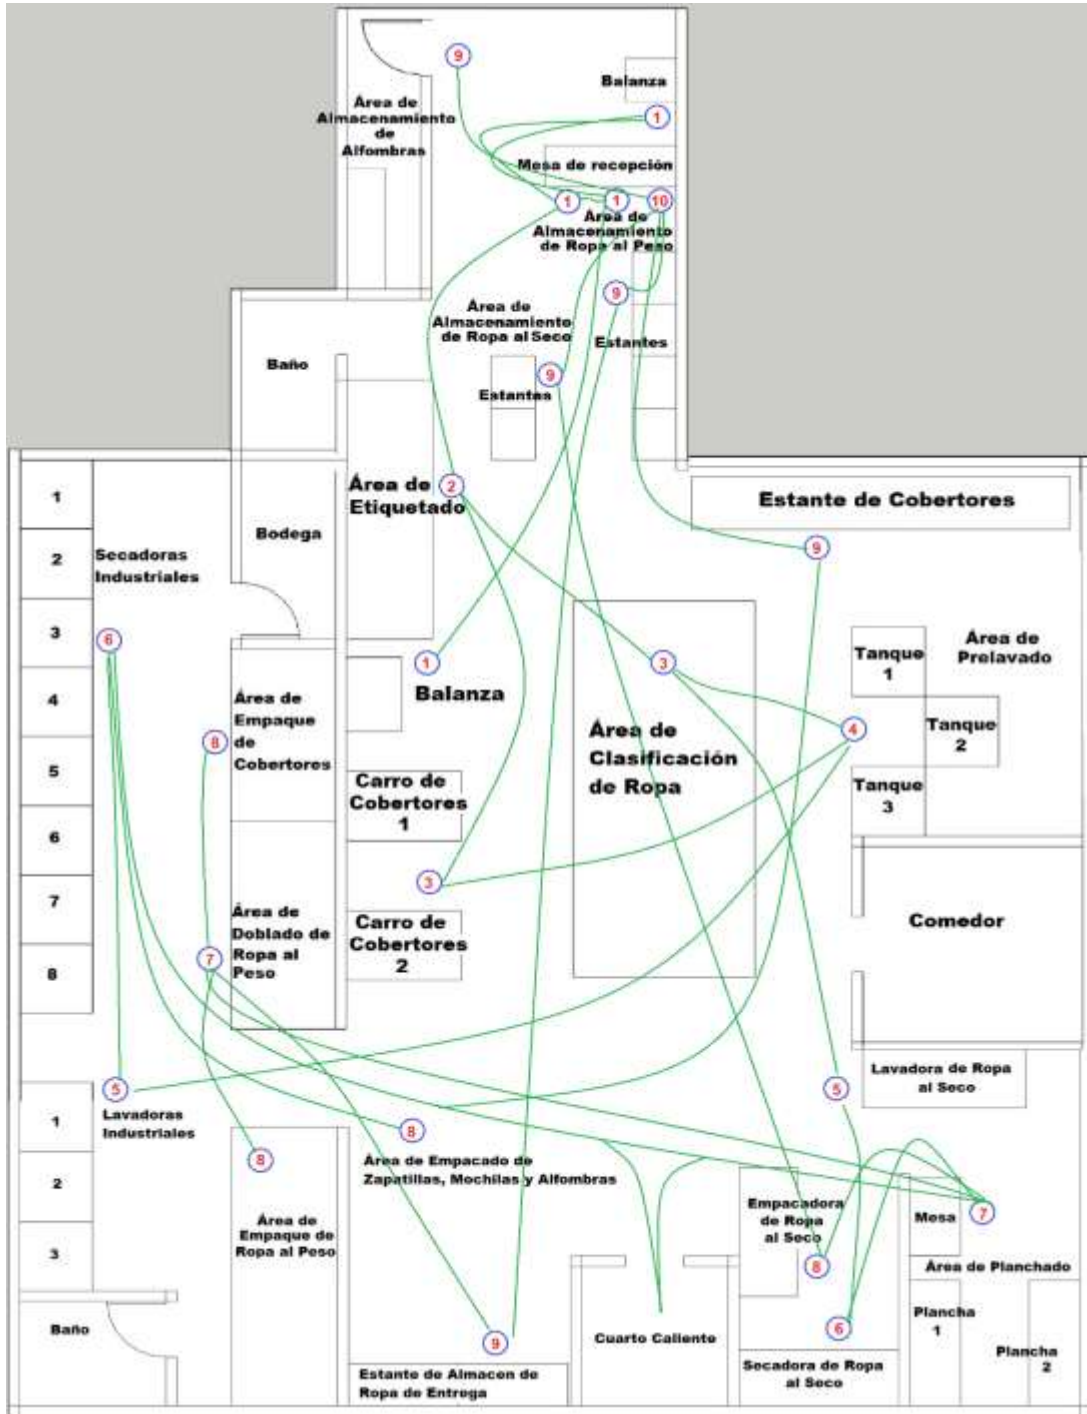 9
Balanza
Área de
Almacenamiento
de
Alfombras
1
Mesa de recepción
1
1
10
Área de
Almacenamiento
de Ropa al Peso
9
Área de
Almacenamiento
de Ropa al Seco
Estantes
Baño
9
Estantes
1
Área de
Etiquetado
2
Estante de Cobertores
2
Secadoras
Industriales
Bodega
9
3
6
1
Balanza
3
Tanque
1
Área de
Prelavado
4
Área de
Empaque
de
Cobertores
8
Área de
Clasificación
de Ropa
4
Tanque
2
5
Carro de
Cobertores
1
Tanque
3
6
7
3
Área de
Doblado de
Ropa al
Peso
7
Carro de
Cobertores
2
Comedor
8
5
Lavadoras
Industriales
1
5
Lavadora de Ropa
al Seco
8
8
Área de Empacado de
Zapatillas, Mochilas y Alfombras
2
Empacadora
de Ropa
al Seco
Mesa
7
3
Área de
Empaque de
Ropa al Peso
8
Área de Planchado
Baño
9
Cuarto Caliente
6
Plancha
1
Plancha
2
Estante de Almacen de
Ropa de Entrega
Secadora de Ropa
al Seco